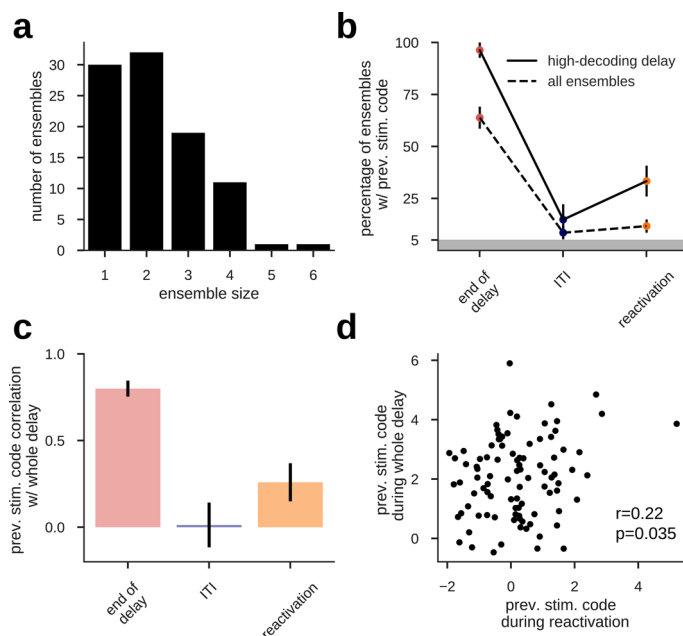 a
number of ensembles
30
25
20
15
10
5
0
1 2 3 4 5 6
ensemble size
b
percentage of ensembles
w/ prev. stim. code
100
75
50
25
5
high-decoding delay
all ensembles
end of
delay
ITI
reactivation
c
prev. stim. code correlation
w/ whole delay
1.0
0.5
0.0
end of
delay
ITI
reactivation
d
prev. stim. code
during whole delay
6
4
2
0
r=0.22
p=0.035
−2 0 2 4
prev. stim. code
during reactivation